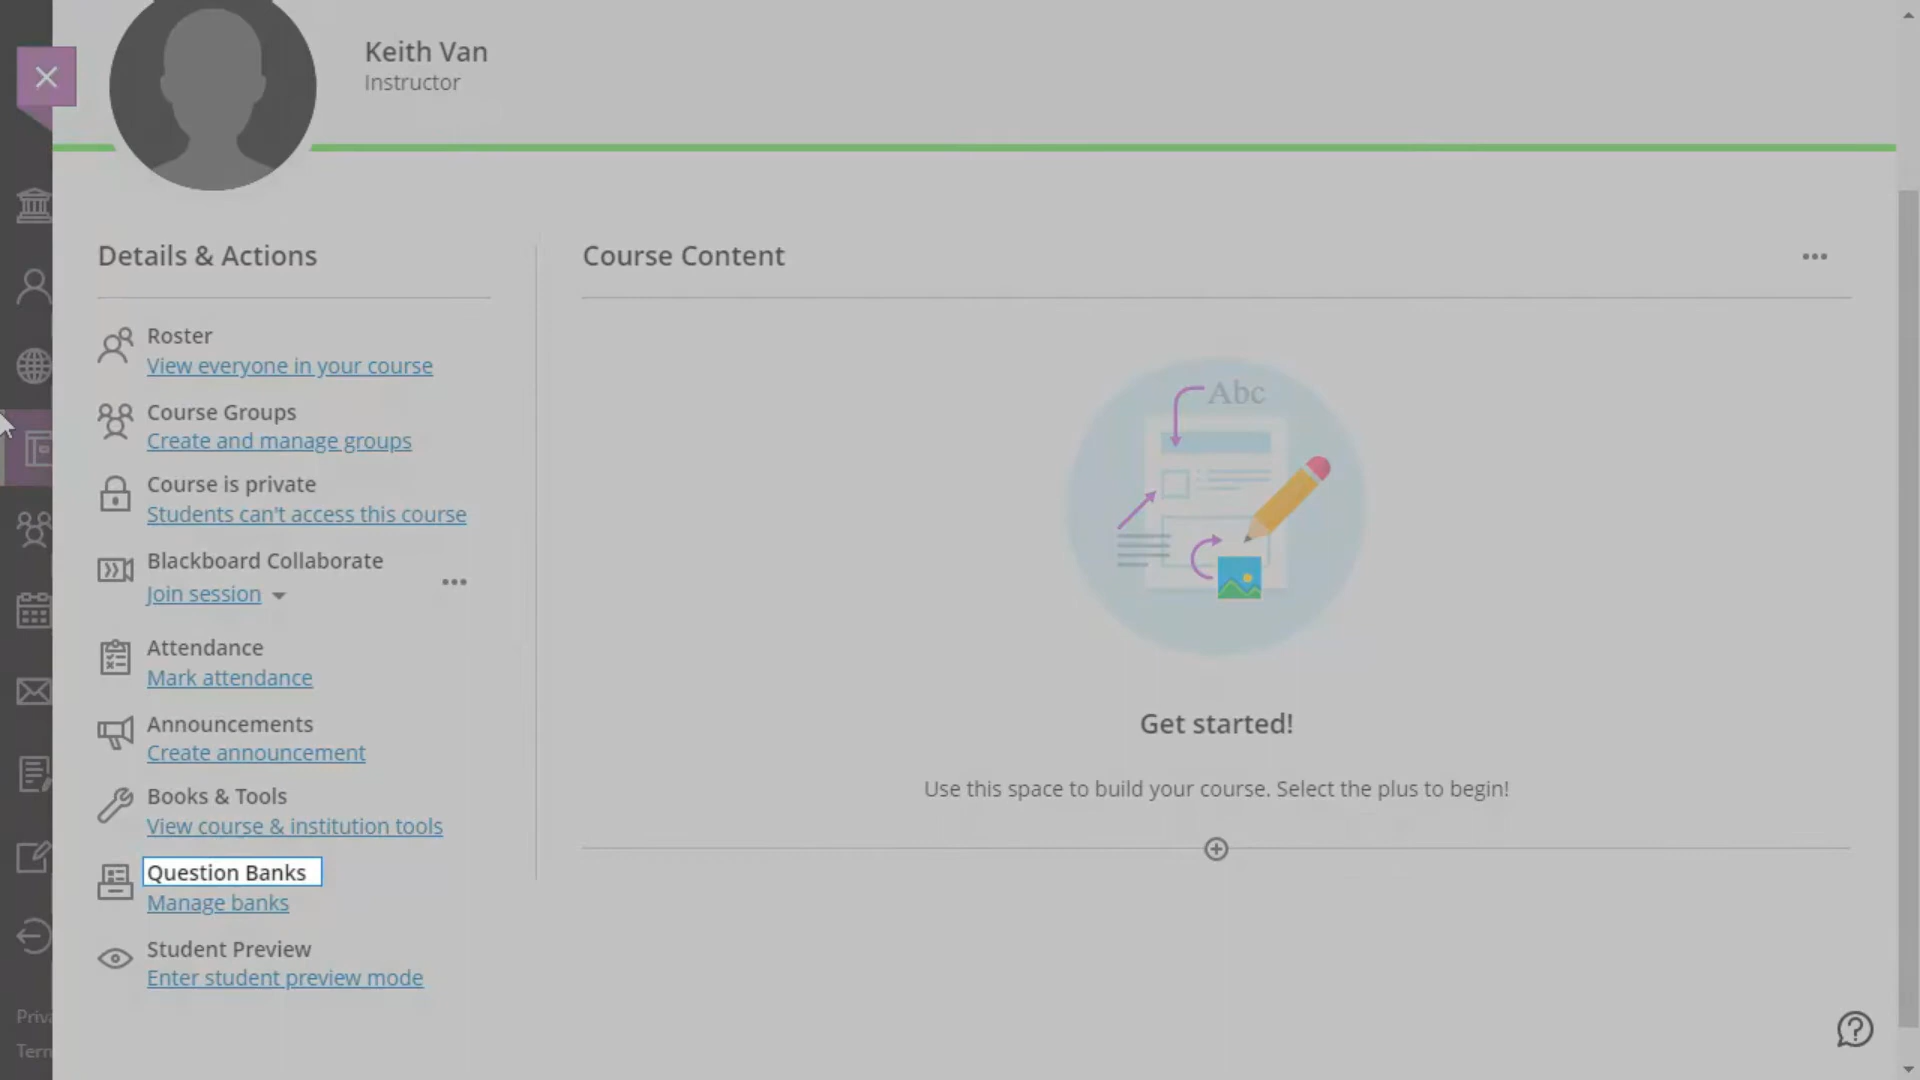 Keith Van
Instructor
Details & Actions
Roster
View everyone in your course
Course Groups
Create and manage groups
Course is private
Students can't access this course
Blackboard Collaborate
Join session
Attendance
Mark attendance
Announcements
Create announcement
Books & Tools
View course & institution tools
Question Banks
Manage banks
Student Preview
Enter student preview mode
Course Content
Abc
Get started!
Use this space to build your course. Select the plus to begin!
Priva
Term